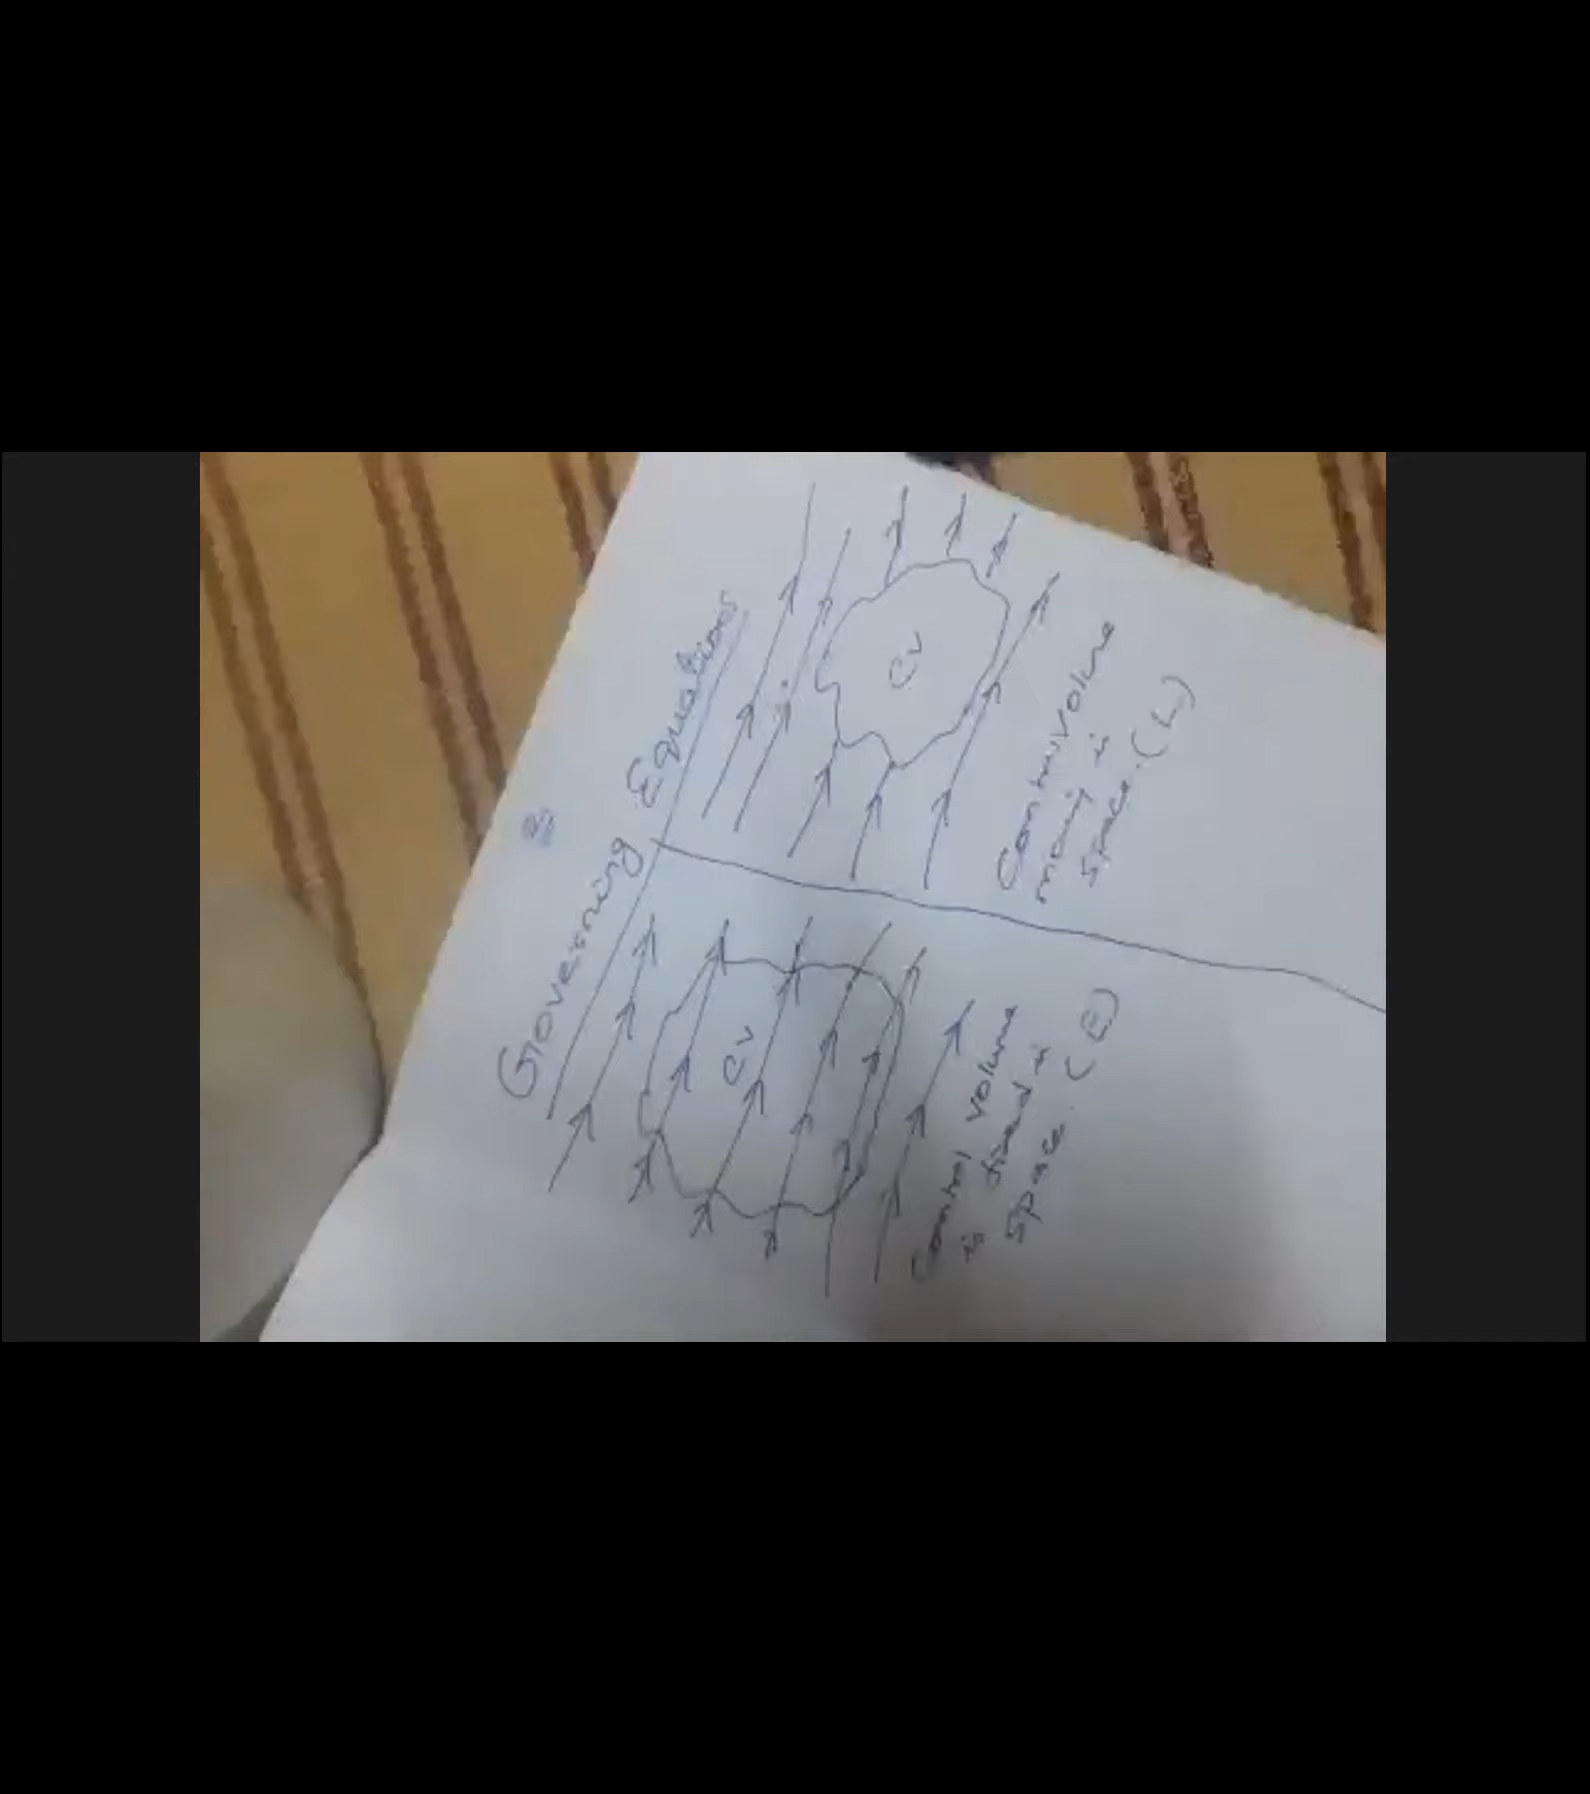 Governing Equations
CV
Control volume
is fixed in
space. (E)
CV
Control volume
moving in
space. (L)